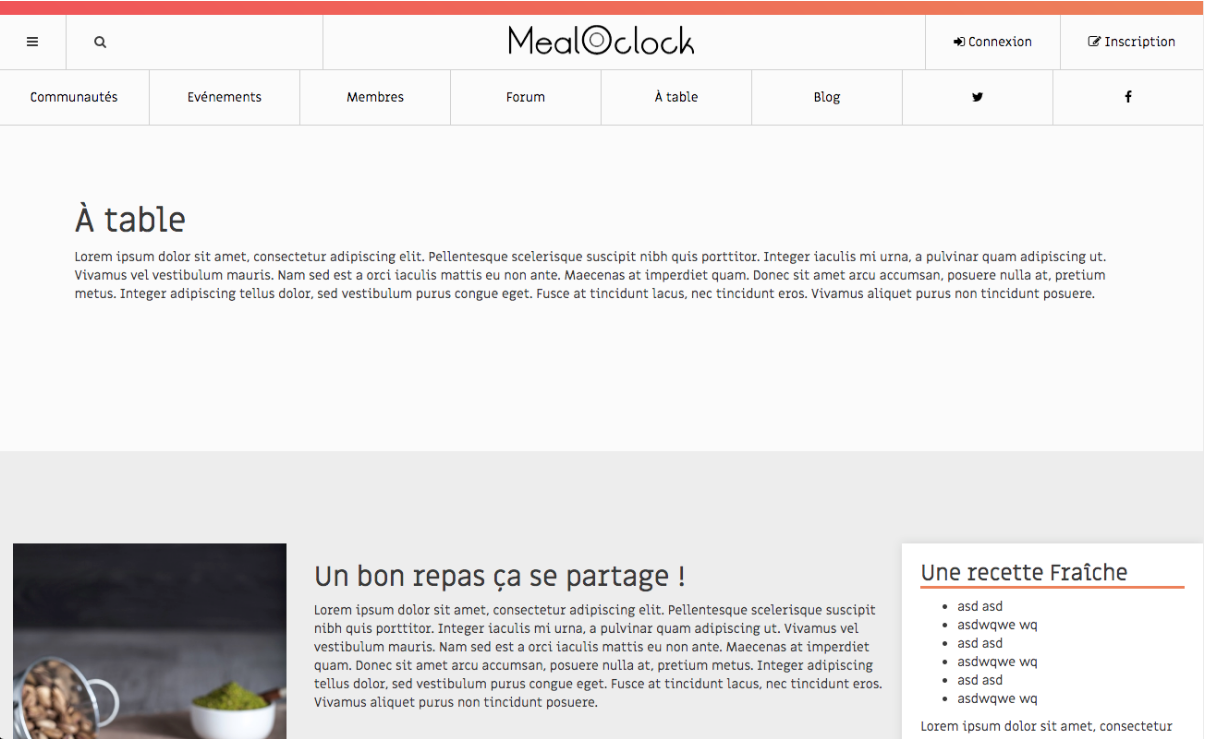 MealOclock
Connexion
Inscription
Communautés
Evénements
Membres
Forum
À table
Blog
À table
Lorem ipsum dolor sit amet, consectetur adipiscing elit. Pellentesque scelerisque suscipit nibh quis porttitor. Integer iaculis mi urna, a pulvinar quam adipiscing ut.
Vivamus vel vestibulum mauris. Nam sed est a orci iaculis mattis eu non ante. Maecenas at imperdiet quam. Donec sit amet arcu accumsan, posuere nulla at, pretium
metus. Integer adipiscing tellus dolor, sed vestibulum purus congue eget. Fusce at tincidunt lacus, nec tincidunt eros. Vivamus aliquet purus non tincidunt posuere.
Un bon repas ça se partage !
Lorem ipsum dolor sit amet, consectetur adipiscing elit. Pellentesque scelerisque suscipit
nibh quis porttitor. Integer iaculis mi urna, a pulvinar quam adipiscing ut. Vivamus vel
vestibulum mauris. Nam sed est a orci iaculis mattis eu non ante. Maecenas at imperdiet
quam. Donec sit amet arcu accumsan, posuere nulla at, pretium metus. Integer adipiscing
tellus dolor, sed vestibulum purus congue eget. Fusce at tincidunt lacus, nec tincidunt eros.
Vivamus aliquet purus non tincidunt posuere.
Une recette Fraîche
asd asd
asdwqwe wq
asd asd
asdwqwe wq
asd asd
asdwqwe wq
Lorem ipsum dolor sit amet, consectetur